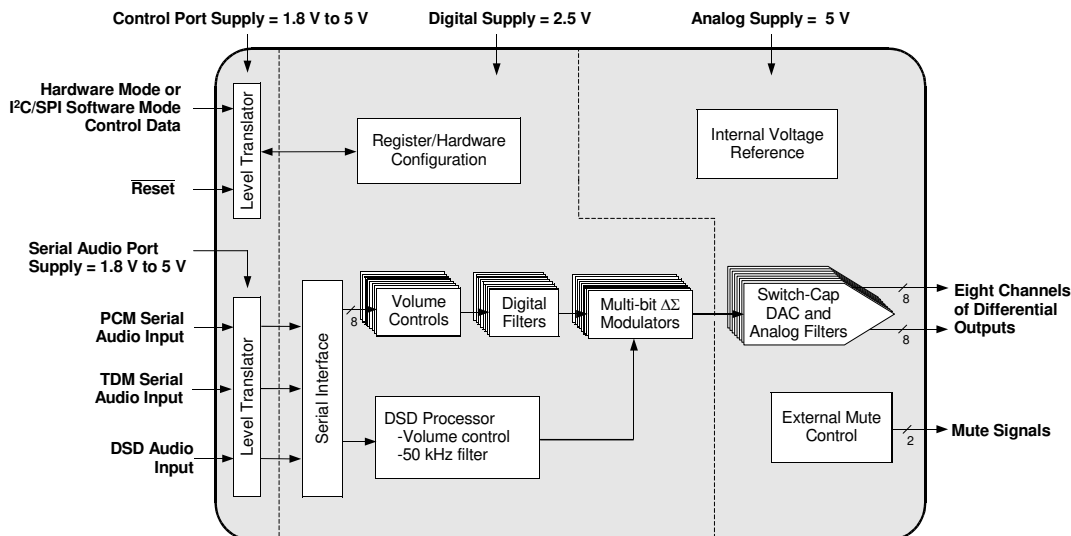 Control Port Supply = 1.8 V to 5 V
Digital Supply = 2.5 V
Analog Supply = 5 V
Hardware Mode or
I²C/SPI Software Mode
Control Data
Level Translator
Register/Hardware
Configuration
Internal Voltage
Reference
Reset
Serial Audio Port
Supply = 1.8 V to 5 V
PCM Serial
Audio Input
TDM Serial
Audio Input
DSD Audio
Input
Level Translator
Serial Interface
8
Volume
Controls
Digital
Filters
Multi-bit ΔΣ
Modulators
Switch-Cap
DAC and
Analog Filters
8
8
Eight Channels
of Differential
Outputs
DSD Processor
-Volume control
-50 kHz filter
External Mute
Control
2
Mute Signals